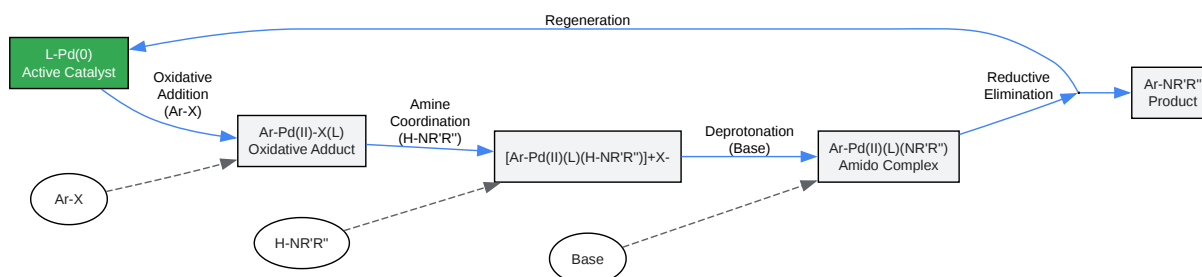 Regeneration
L-Pd(0)
Active Catalyst
Oxidative
Addition
(Ar-X)
Ar-Pd(II)-X(L)
Oxidative Adduct
Amine
Coordination
(H-NR'R'')
[Ar-Pd(II)(L)(H-NR'R'')]+X-
Deprotonation
(Base)
Ar-Pd(II)(L)(NR'R'')
Amido Complex
Reductive
Elimination
Ar-NR'R''
Product
Ar-X
H-NR'R''
Base